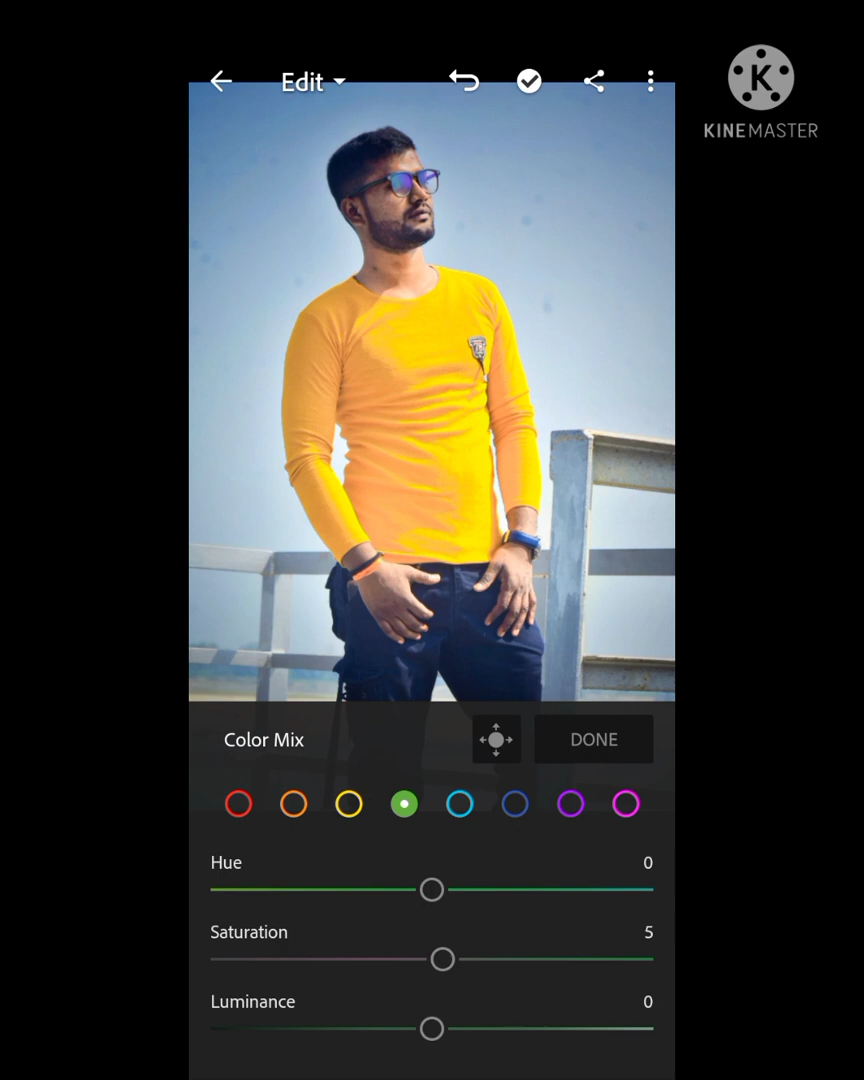 Edit
K
KINEMASTER
Color Mix
DONE
Hue 0
Saturation 5
Luminance 0